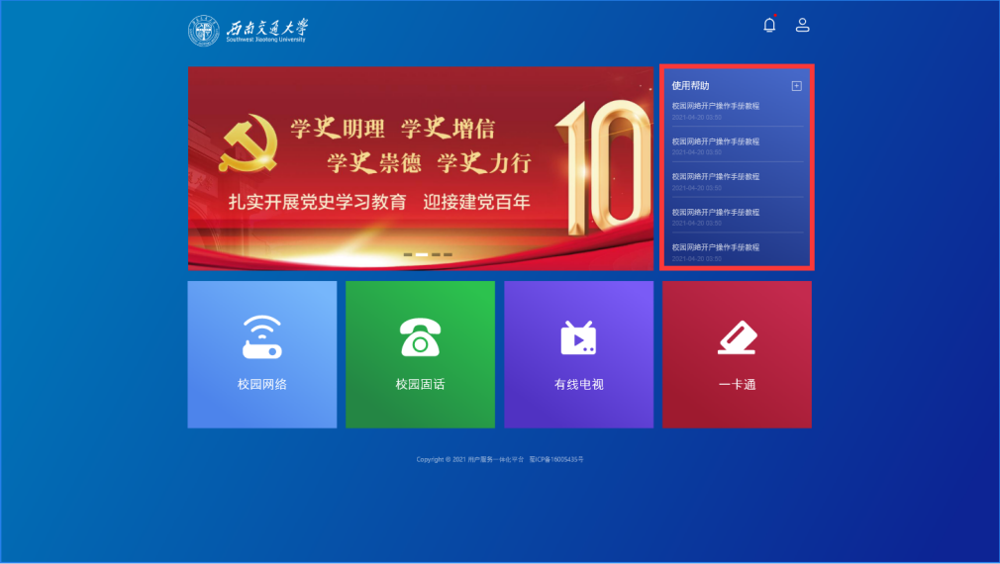 西南交通大学
Southwest Jiaotong University
学史明理 学史增信
学史崇德 学史力行
扎实开展党史学习教育 迎接建党百年
10
使用帮助
校园网络开户操作手册教程
2021-04-20 03:50
校园网络开户操作手册教程
2021-04-20 03:50
校园网络开户操作手册教程
2021-04-20 03:50
校园网络开户操作手册教程
2021-04-20 03:50
校园网络开户操作手册教程
2021-04-20 03:50
校园网络
校园固话
有线电视
一卡通
Copyright © 2021 用户服务一体化平台 蜀ICP备16005435号